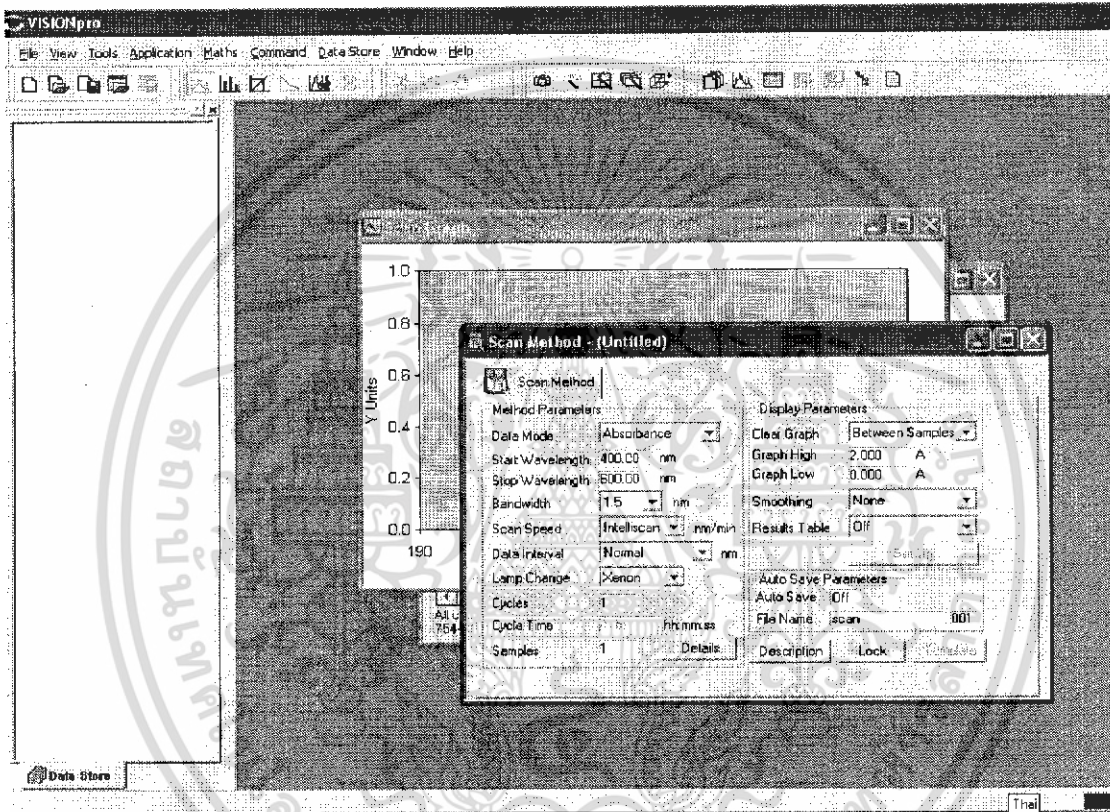 VISIONpro
File View Tools Application Maths Command Data Store Window Help
1.0
0.8
0.6
0.4
0.2
0.0
190
Y Units
Scan Method - (Untitled)
Scan Method
Method Parameters
Data Mode Absorbance
Start Wavelength 400.00 nm
Stop Wavelength 600.00 nm
Bandwidth 1.5 nm
Scan Speed Intelliscan nm/min
Data Interval Normal nm
Lamp Change Xenon
Cycles 1
Cycle Time hh:mm:ss
Samples 1 Details
Display Parameters
Clear Graph Between Samples
Graph High 2.000 A
Graph Low 0.000 A
Smoothing None
Results Table Off
Auto Save Parameters
Auto Save Off
File Name scan 001
Description Lock
Data Store
Thai